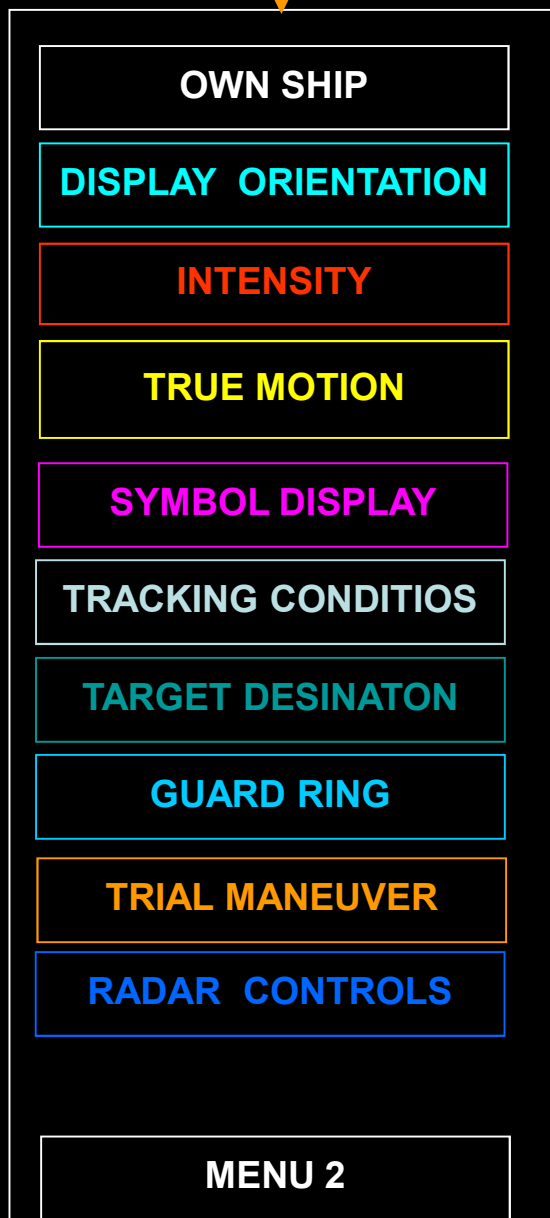 OWN SHIP
DISPLAY  ORIENTATION
INTENSITY
TRUE MOTION
SYMBOL DISPLAY
TRACKING CONDITIOS
TARGET DESINATON
GUARD RING
TRIAL MANEUVER
RADAR  CONTROLS
MENU 2